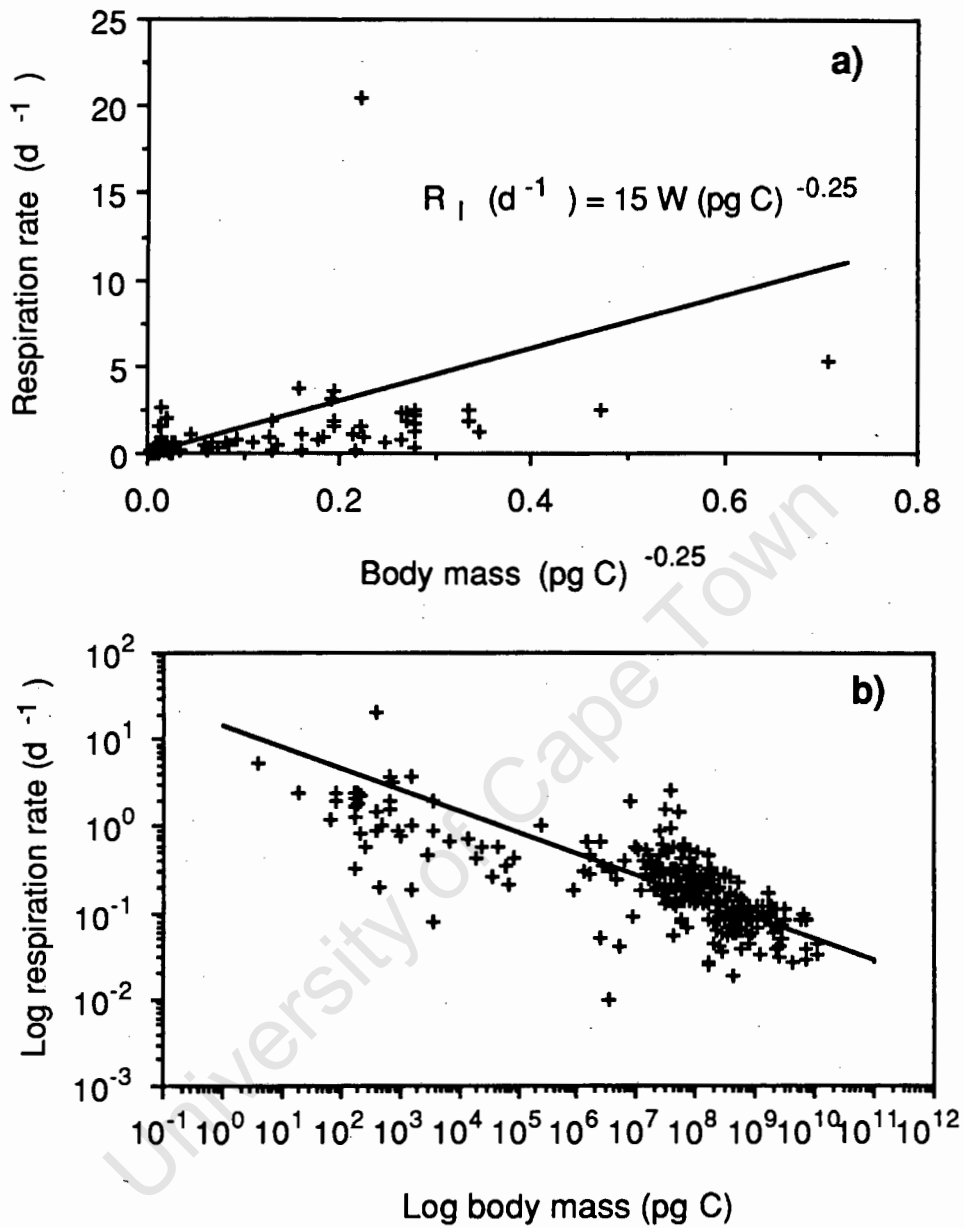 a)
25
20
15
10
5
0
Respiration rate (d ⁻¹ )
R I (d ⁻¹ ) = 15 W (pg C) ⁻⁰·²⁵
0.0 0.2 0.4 0.6 0.8
Body mass (pg C) ⁻⁰·²⁵
b)
10²
10¹
10⁰
10⁻¹
10⁻²
10⁻³
Log respiration rate (d ⁻¹ )
10⁻¹ 10⁰ 10¹ 10² 10³ 10⁴ 10⁵ 10⁶ 10⁷ 10⁸ 10⁹ 10¹⁰ 10¹¹ 10¹²
Log body mass (pg C)
University of Cape Town